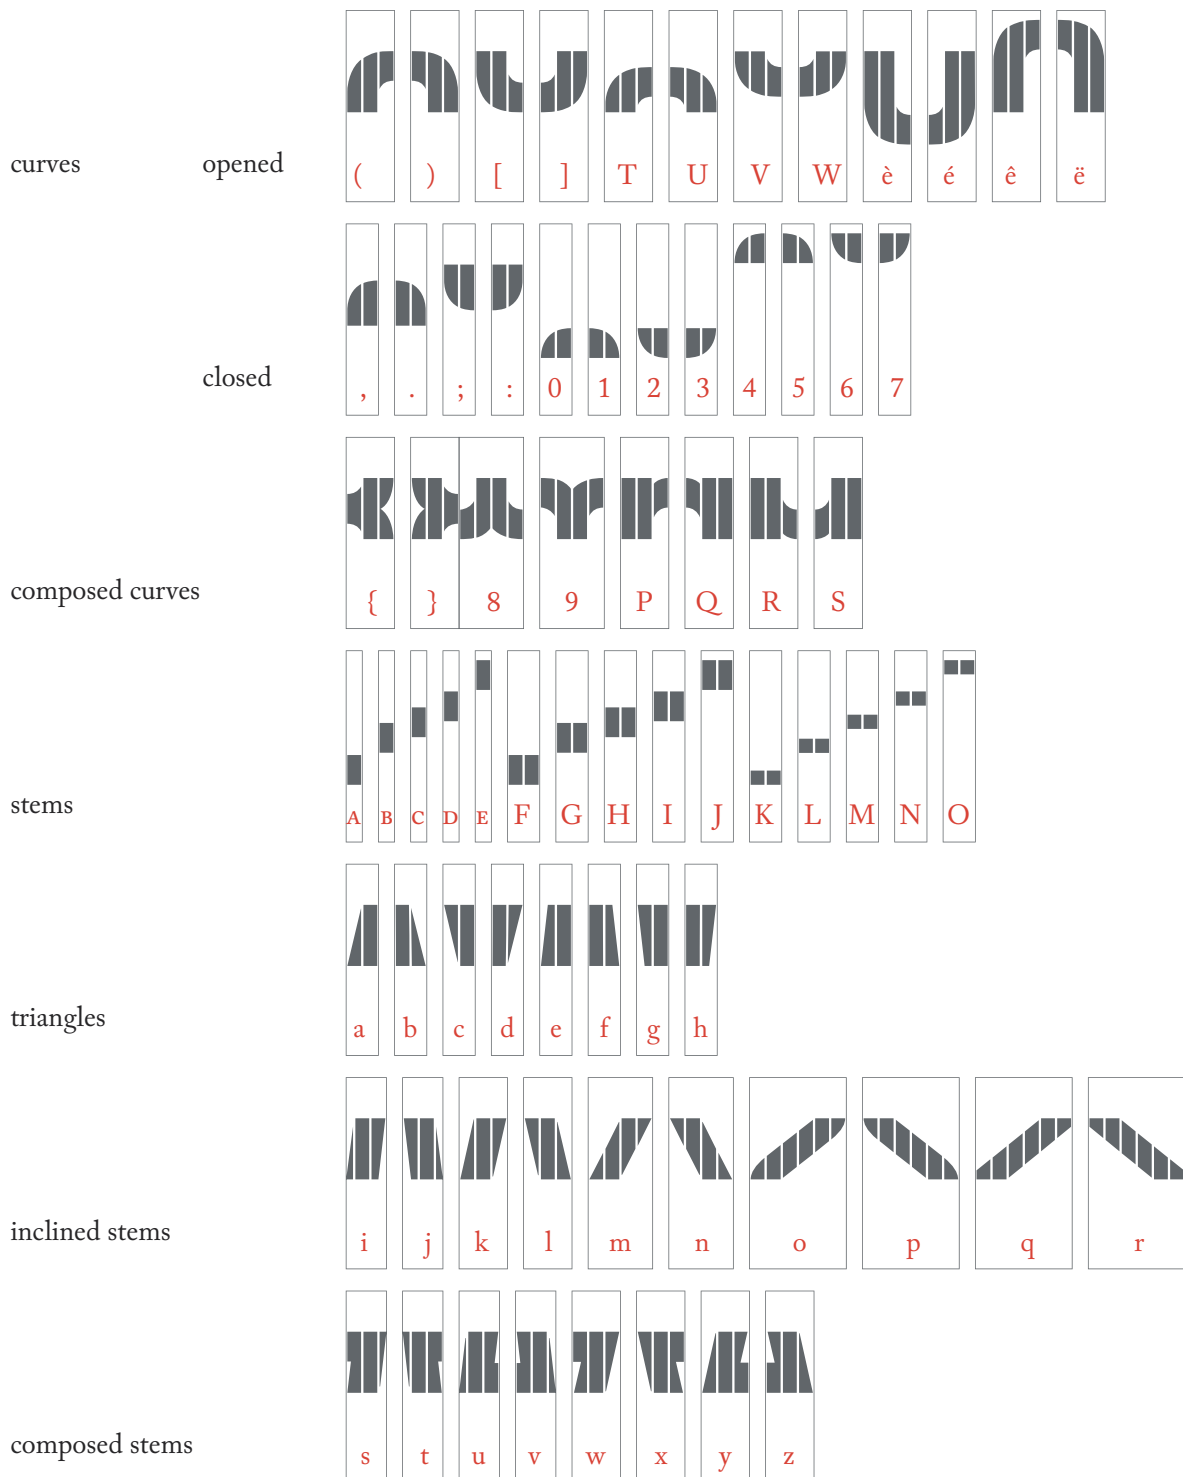 curves opened ( ) [ ] T U V W è é ê ë
closed , . ; : 0 1 2 3 4 5 6 7
composed curves { } 8 9 P Q R S
stems A B C D E F G H I J K L M N O
triangles a b c d e f g h
inclined stems i j k l m n o p q r
composed stems s t u v w x y z